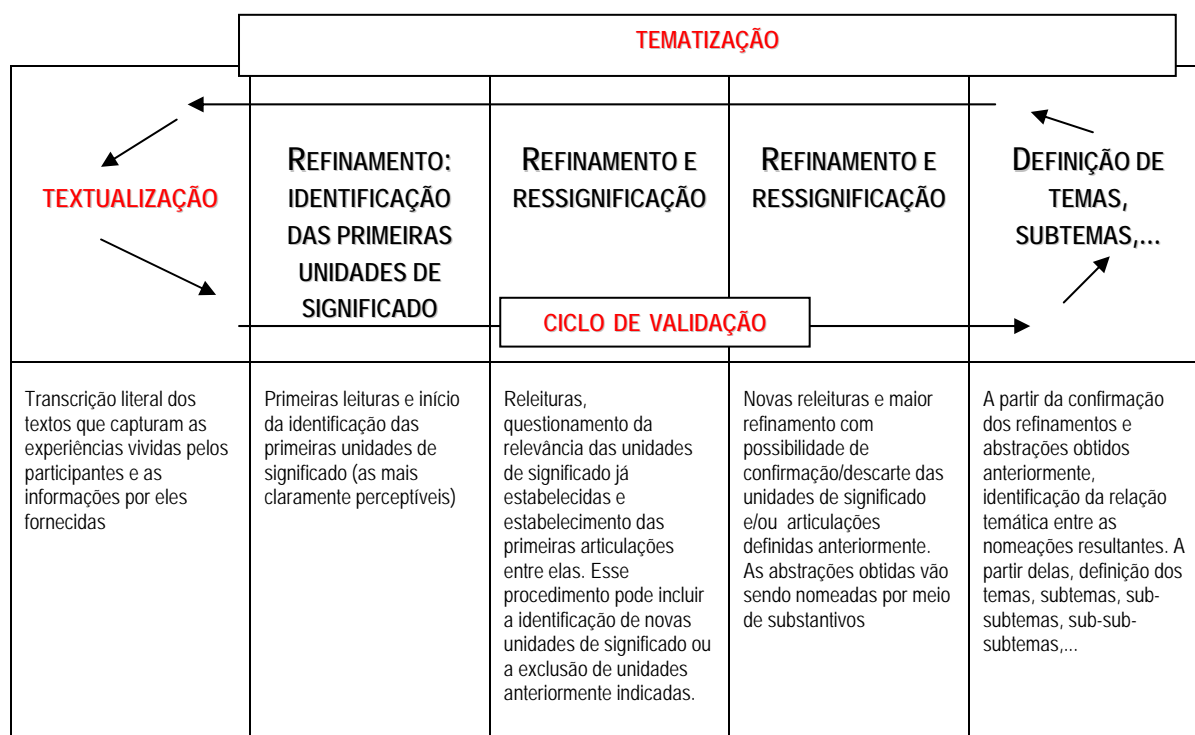 TEMATIZAÇÃO
TEXTUALIZAÇÃO
REFINAMENTO:
IDENTIFICAÇÃO
DAS PRIMEIRAS
UNIDADES DE
SIGNIFICADO
REFINAMENTO E
RESSIGNIFICAÇÃO
REFINAMENTO E
RESSIGNIFICAÇÃO
DEFINIÇÃO DE
TEMAS,
SUBTEMAS,...
CICLO DE VALIDAÇÃO
Transcrição literal dos
textos que capturam as
experiências vividas pelos
participantes e as
informações por eles
fornecidas
Primeiras leituras e início
da identificação das
primeiras unidades de
significado (as mais
claramente perceptíveis)
Releituras,
questionamento da
relevância das unidades
de significado já
estabelecidas e
estabelecimento das
primeiras articulações
entre elas. Esse
procedimento pode incluir
a identificação de novas
unidades de significado ou
a exclusão de unidades
anteriormente indicadas.
Novas releituras e maior
refinamento com
possibilidade de
confirmação/descarte das
unidades de significado
e/ou articulações
definidas anteriormente.
As abstrações obtidas vão
sendo nomeadas por meio
de substantivos
A partir da confirmação
dos refinamentos e
abstrações obtidos
anteriormente,
identificação da relação
temática entre as
nomeações resultantes. A
partir delas, definição dos
temas, subtemas, sub-
subtemas, sub-sub-
subtemas,...